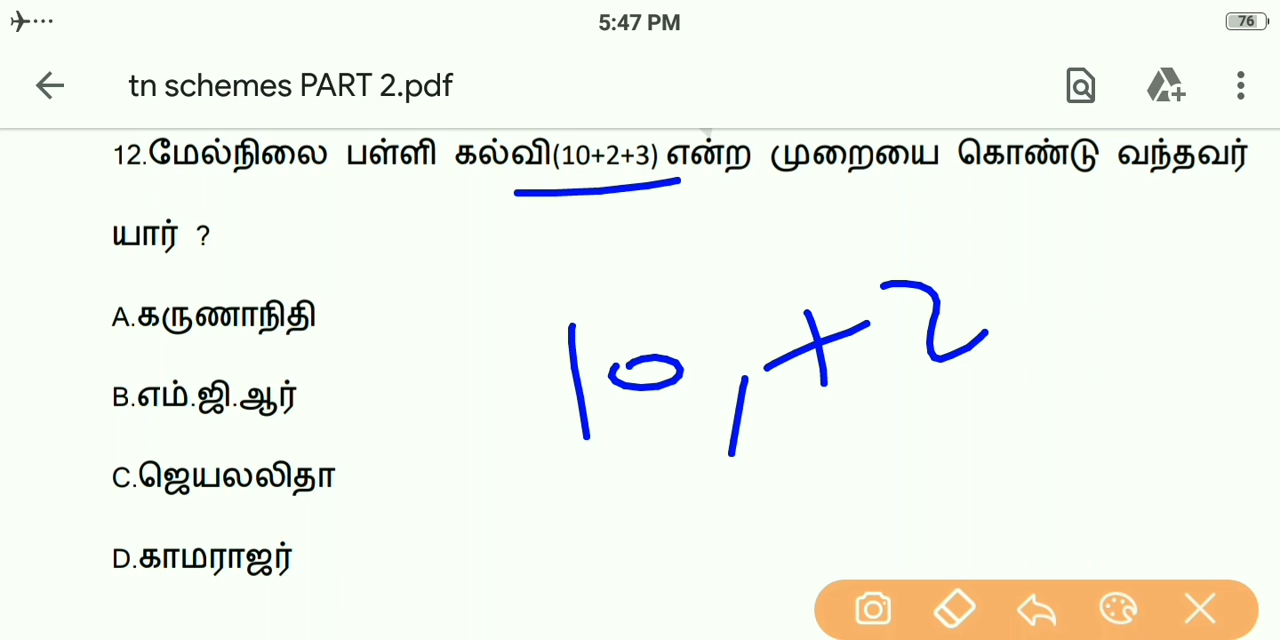 5:47 PM
76
tn schemes PART 2.pdf
12.மேல்நிலை பள்ளி கல்வி(10+2+3) என்ற முறையை கொண்டு வந்தவர்
யார் ?
A.கருணாநிதி
10,+2
B.எம்.ஜி.ஆர்
C.ஜெயலலிதா
D.காமராஜர்